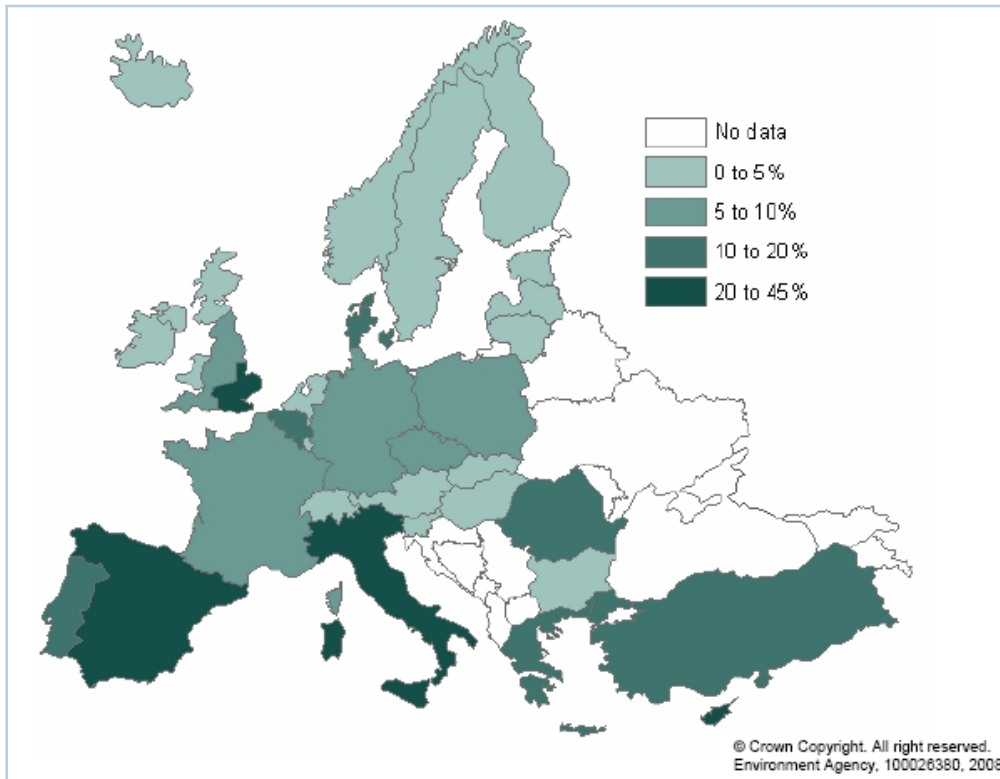 No data
0 to 5%
5 to 10%
10 to 20%
20 to 45%
© Crown Copyright. All right reserved.
Environment Agency, 100026380, 2008